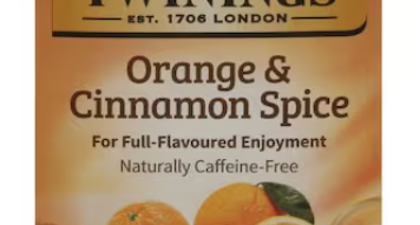 TWININGS
EST. 1706 LONDON
Orange &
Cinnamon Spice
For Full-Flavoured Enjoyment
Naturally Caffeine-Free